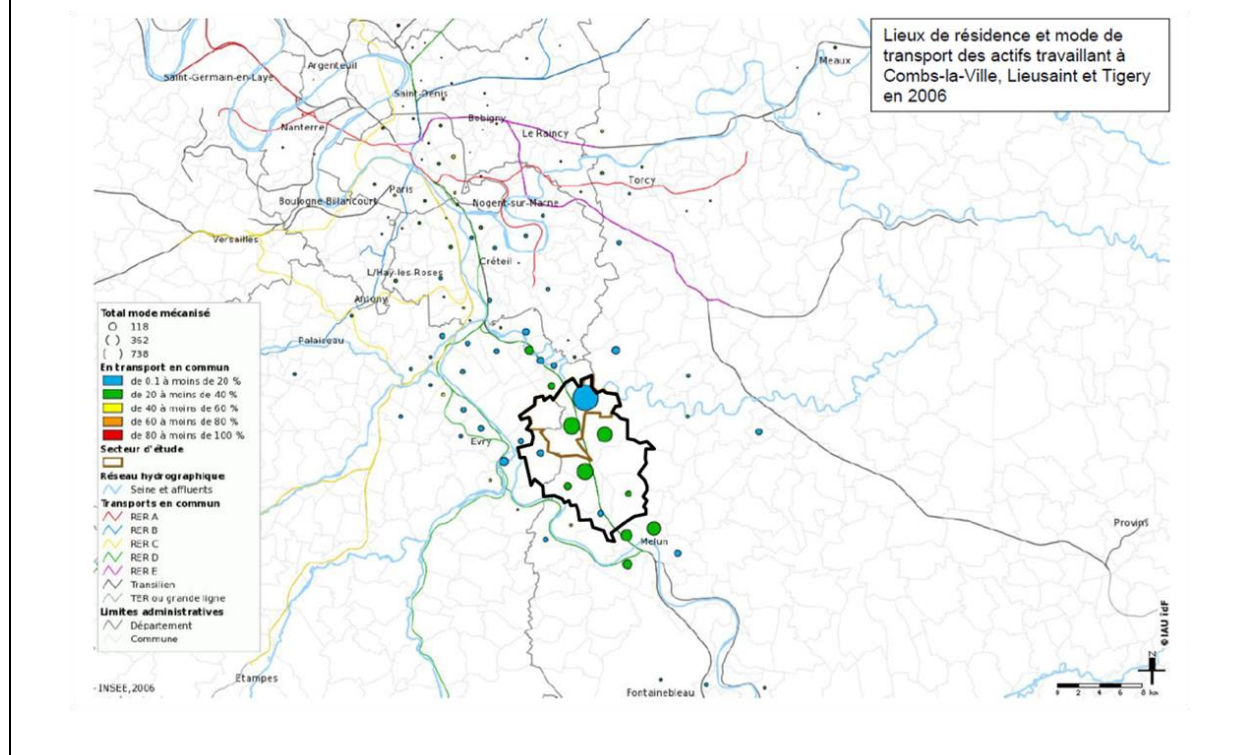 Lieux de résidence et mode de
transport des actifs travaillant à
Combs-la-Ville, Lieusaint et Tigery
en 2006
Meaux
Argenteuil
Saint-Germain-en-Laye
Saint-Denis
Nanterre
Bobigny
Le Raincy
Torcy
Paris
Boulogne Billancourt
Nogent-sur-Marne
Versailles
Créteil
L'Haÿ-les-Roses
Antony
Palaiseau
Evry
Melun
Provins
Etampes
Fontainebleau
Total mode mécanisé
118
362
738
En transport en commun
de 0.1 à moins de 20 %
de 20 à moins de 40 %
de 40 à moins de 60 %
de 60 à moins de 80 %
de 80 à moins de 100 %
Secteur d'étude
Réseau hydrographique
Seine et affluents
Transports en commun
RER A
RER B
RER C
RER D
RER E
Transilien
TER ou grande ligne
Limites administratives
Département
Commune
- INSEE,2006
©IAU îdF
N
0 2 4 6 8 km